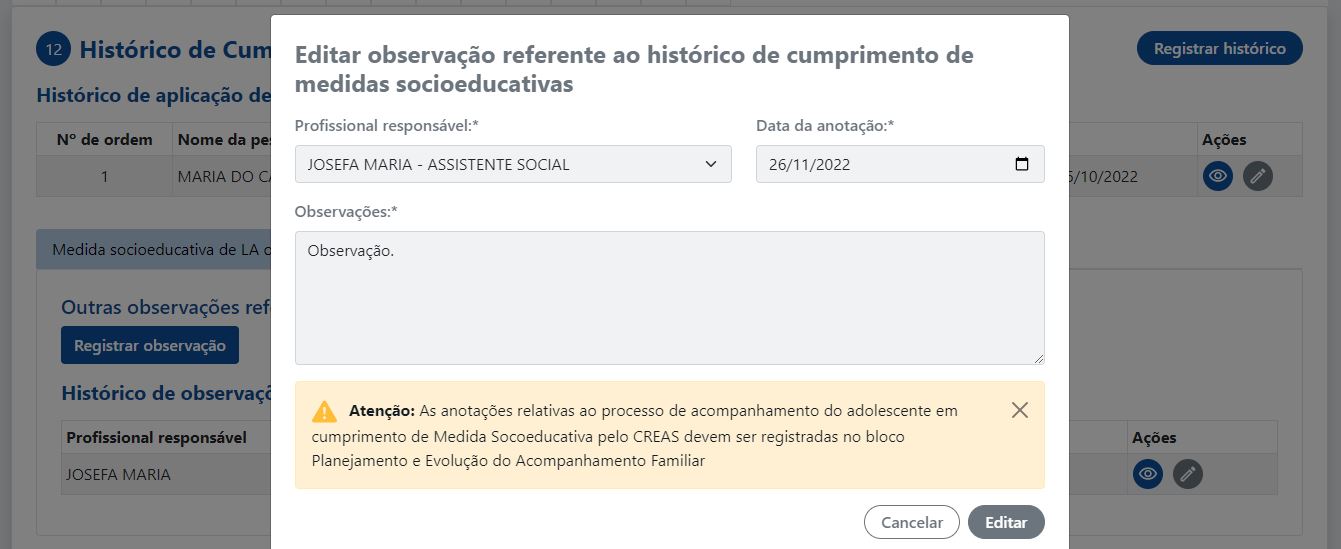 12 Histórico de Cum
Registrar histórico
Histórico de aplicação de
Nº de ordem Nome da pes Ações
1 MARIA DO CA /10/2022
Medida socioeducativa de LA o
Outras observações refe
Registrar observação
Histórico de observaçõ
Profissional responsável Ações
JOSEFA MARIA
Editar observação referente ao histórico de cumprimento de
medidas socioeducativas
Profissional responsável:* Data da anotação:*
JOSEFA MARIA - ASSISTENTE SOCIAL 26/11/2022
Observações:*
Observação.
Atenção: As anotações relativas ao processo de acompanhamento do adolescente em
cumprimento de Medida Socoeducativa pelo CREAS devem ser registradas no bloco
Planejamento e Evolução do Acompanhamento Familiar
Cancelar Editar